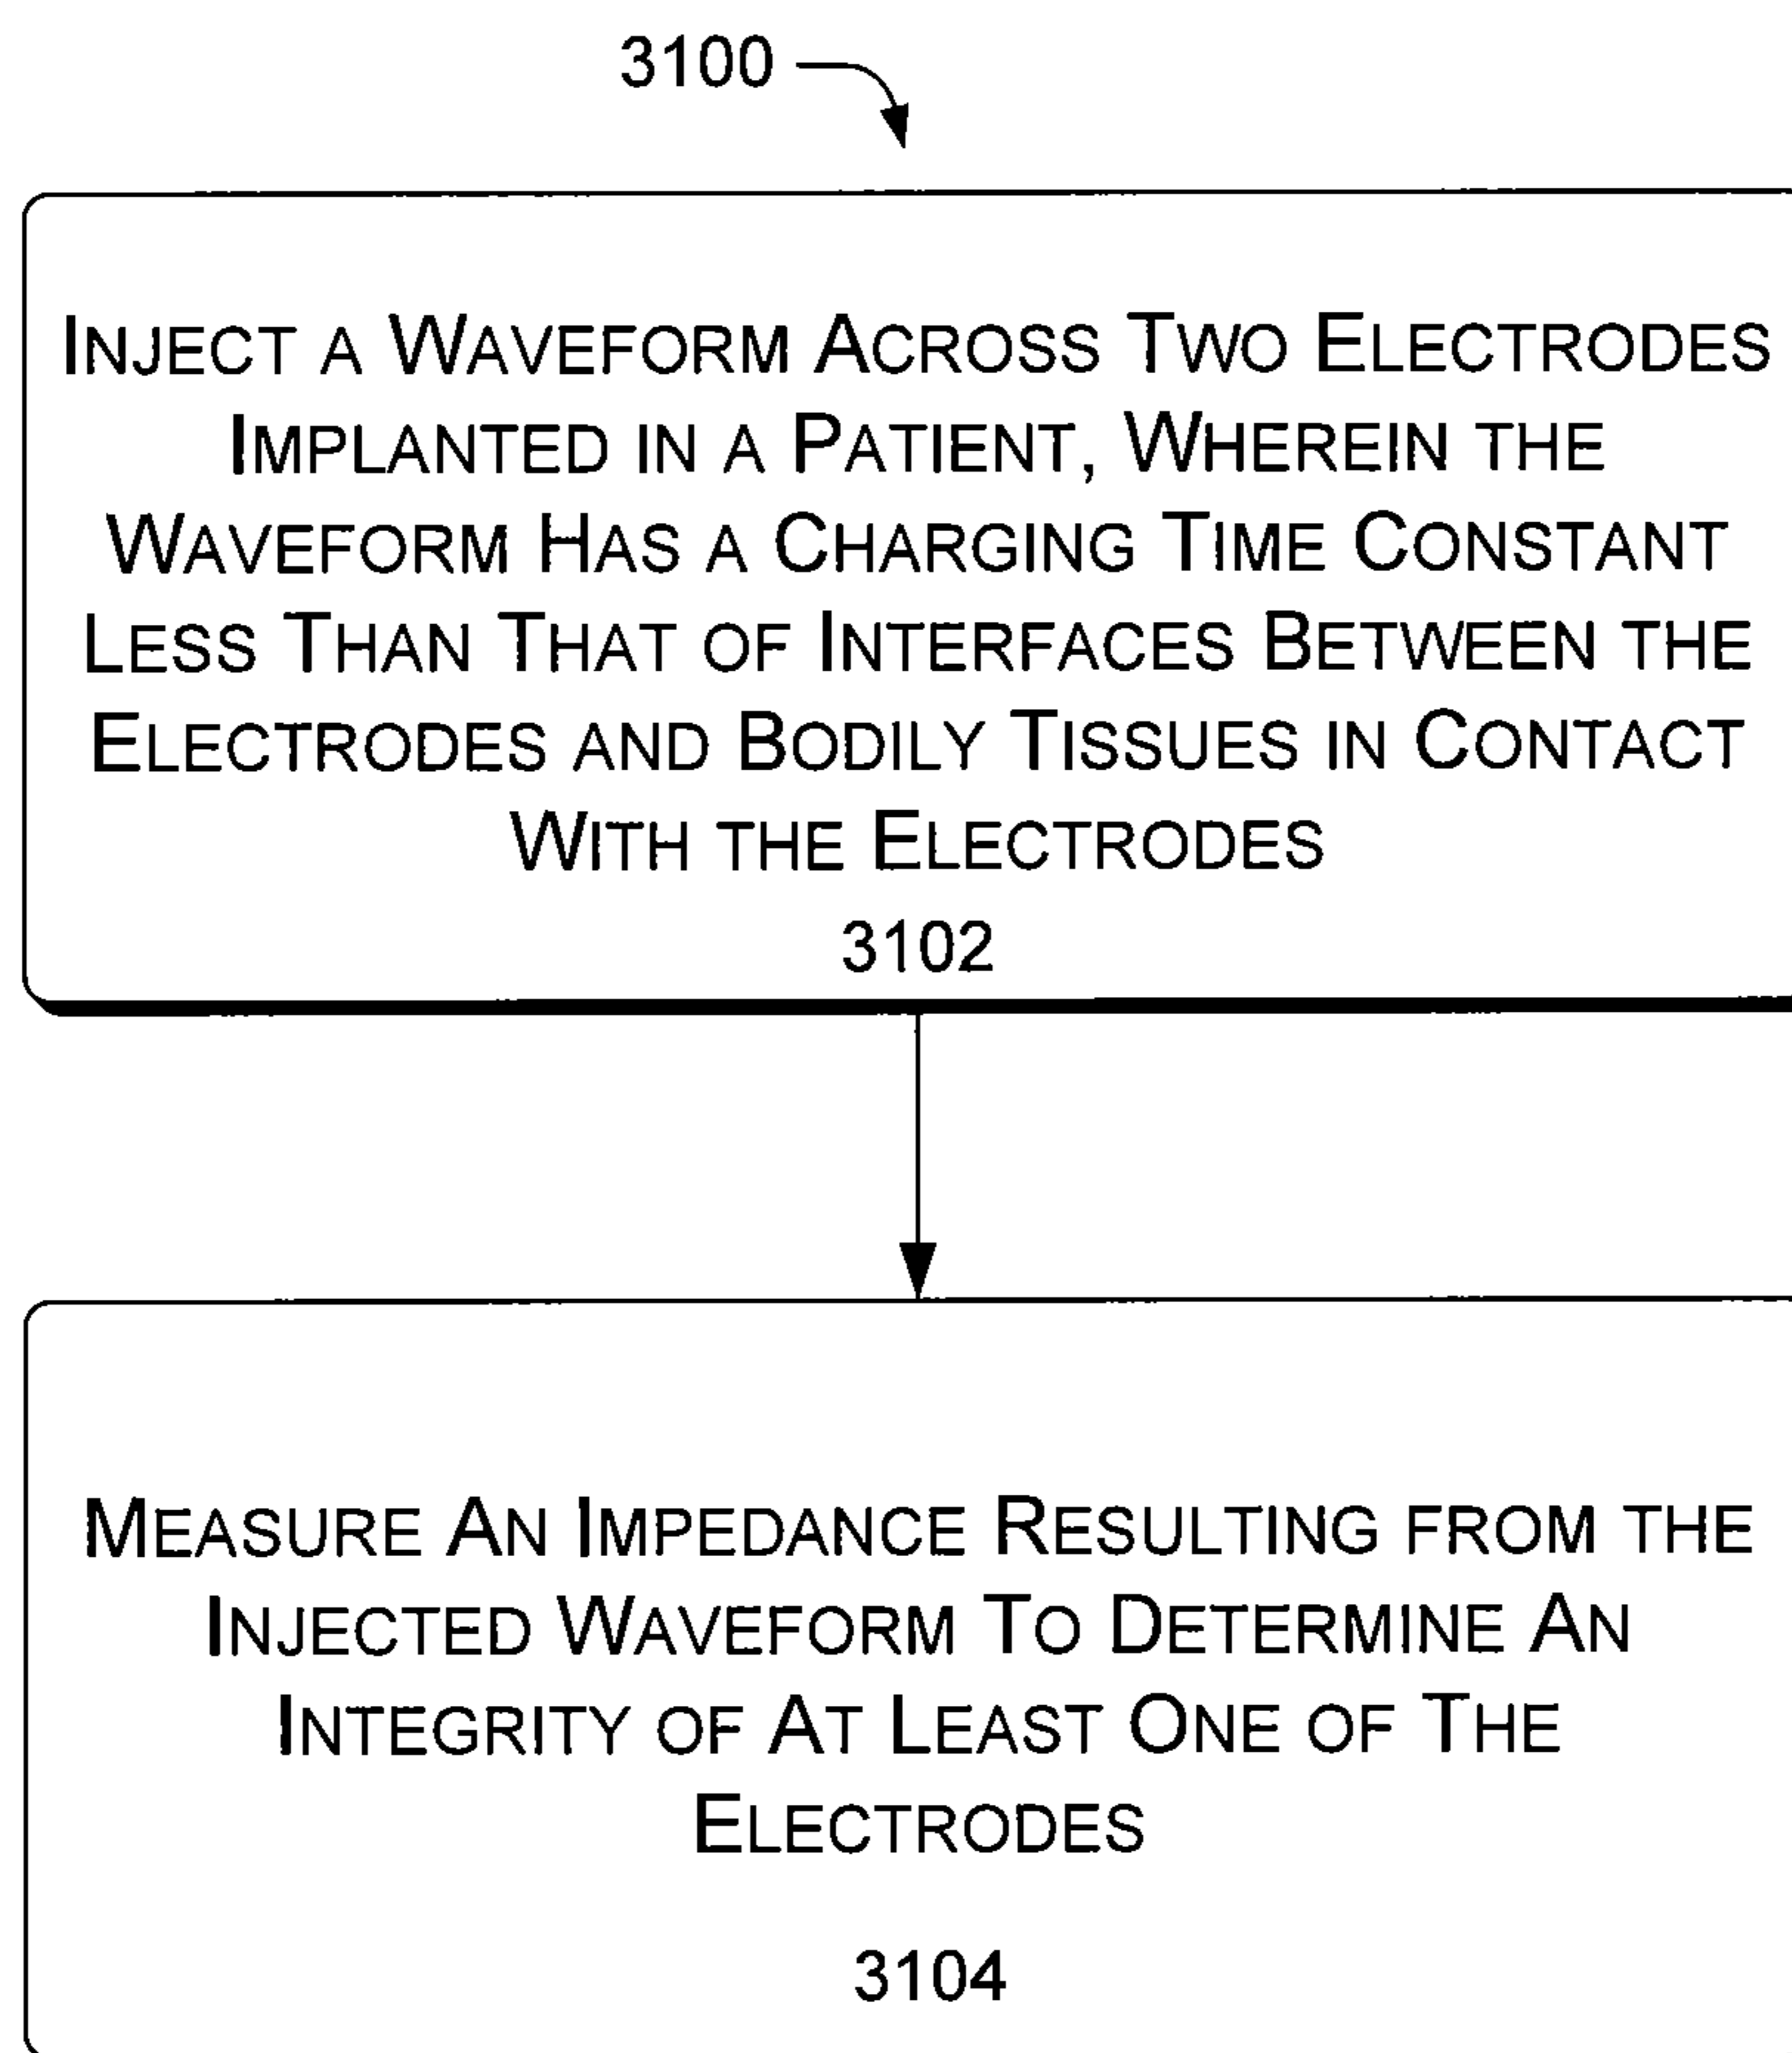 3100
INJECT A WAVEFORM ACROSS TWO ELECTRODES
IMPLANTED IN A PATIENT, WHEREIN THE
WAVEFORM HAS A CHARGING TIME CONSTANT
LESS THAN THAT OF INTERFACES BETWEEN THE
ELECTRODES AND BODILY TISSUES IN CONTACT
WITH THE ELECTRODES
3102
MEASURE AN IMPEDANCE RESULTING FROM THE
INJECTED WAVEFORM TO DETERMINE AN
INTEGRITY OF AT LEAST ONE OF THE
ELECTRODES
3104